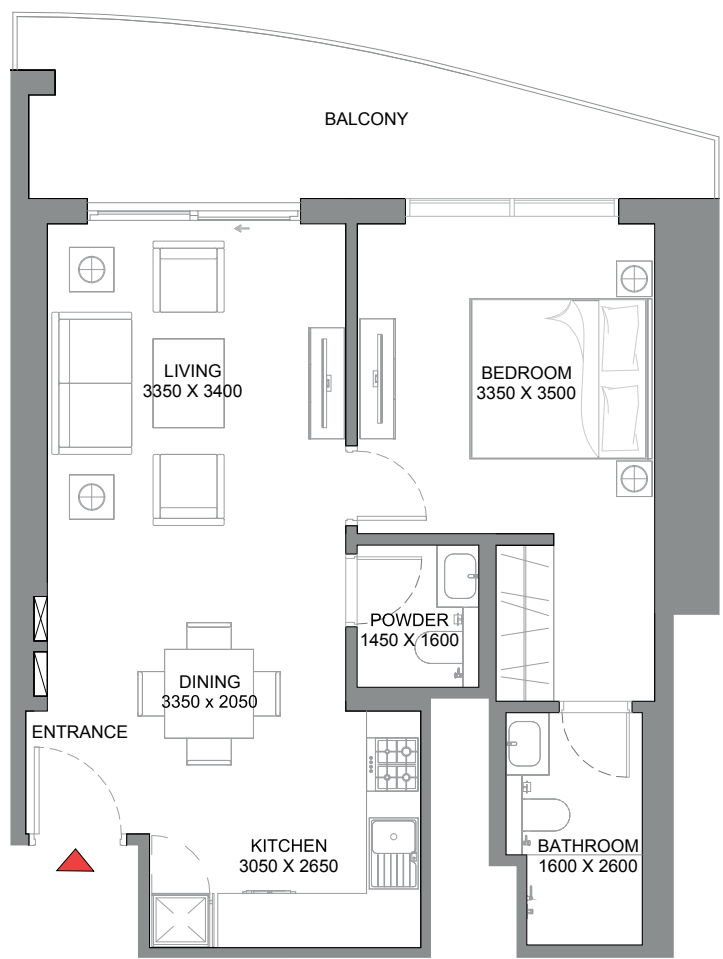 BALCONY
LIVING
3350 X 3400
BEDROOM
3350 X 3500
POWDER
1450 X 1600
DINING
3350 x 2050
ENTRANCE
KITCHEN
3050 X 2650
BATHROOM
1600 X 2600